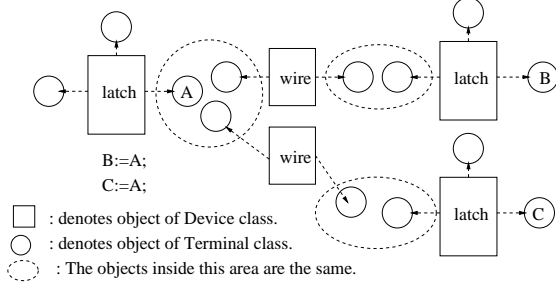 wire
latch
A
latch
B
B:=A;
C:=A;
wire
latch
C
: denotes object of Device class.
: denotes object of Terminal class.
: The objects inside this area are the same.